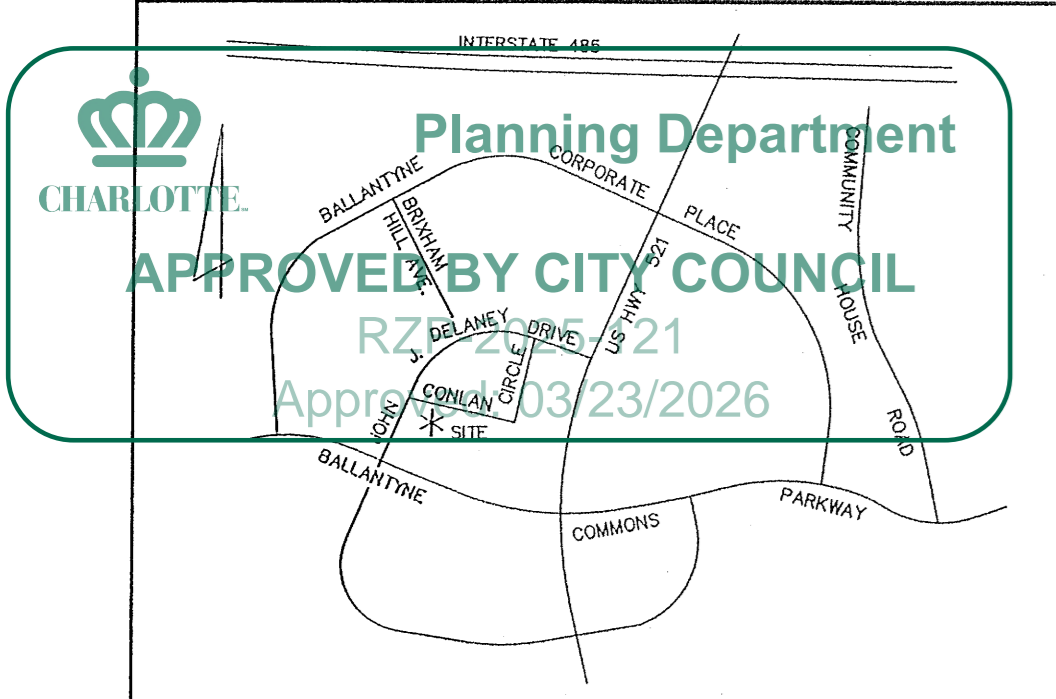 INTERSTATE 485
CHARLOTTE™
Planning Department
COMMUNITY
HOUSE
ROAD
BALLANTYNE
CORPORATE
PLACE
BRIXHAM
HILL AVE.
APPROVED BY CITY COUNCIL
US HWY 521
RZP-2025-121
JOHN
J.
DELANEY
DRIVE
CONLAN
CIRCLE
Approved: 03/23/2026
SITE
BALLANTYNE
COMMONS
PARKWAY